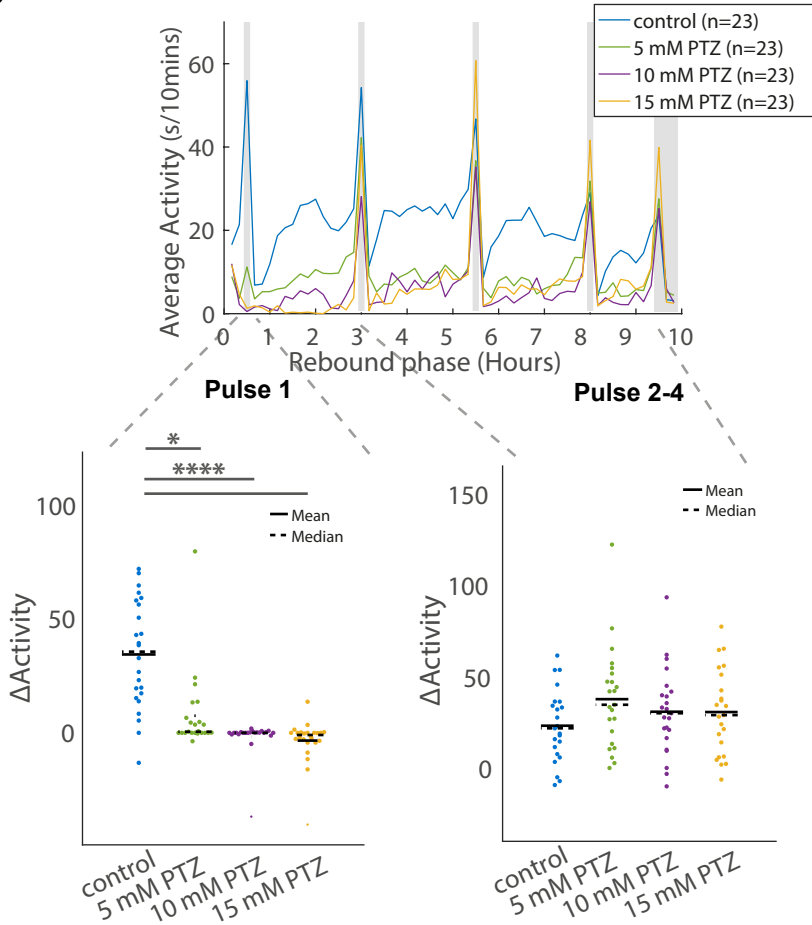 control (n=23)
5 mM PTZ (n=23)
10 mM PTZ (n=23)
15 mM PTZ (n=23)
Average Activity (s/10mins)
60
40
20
0
0 1 2 3 4 5 6 7 8 9 10
Rebound phase (Hours)
Pulse 1
Pulse 2-4
*
****
Mean
Median
ΔActivity
100
50
0
control
5 mM PTZ
10 mM PTZ
15 mM PTZ
Mean
Median
ΔActivity
150
100
50
0
control
5 mM PTZ
10 mM PTZ
15 mM PTZ